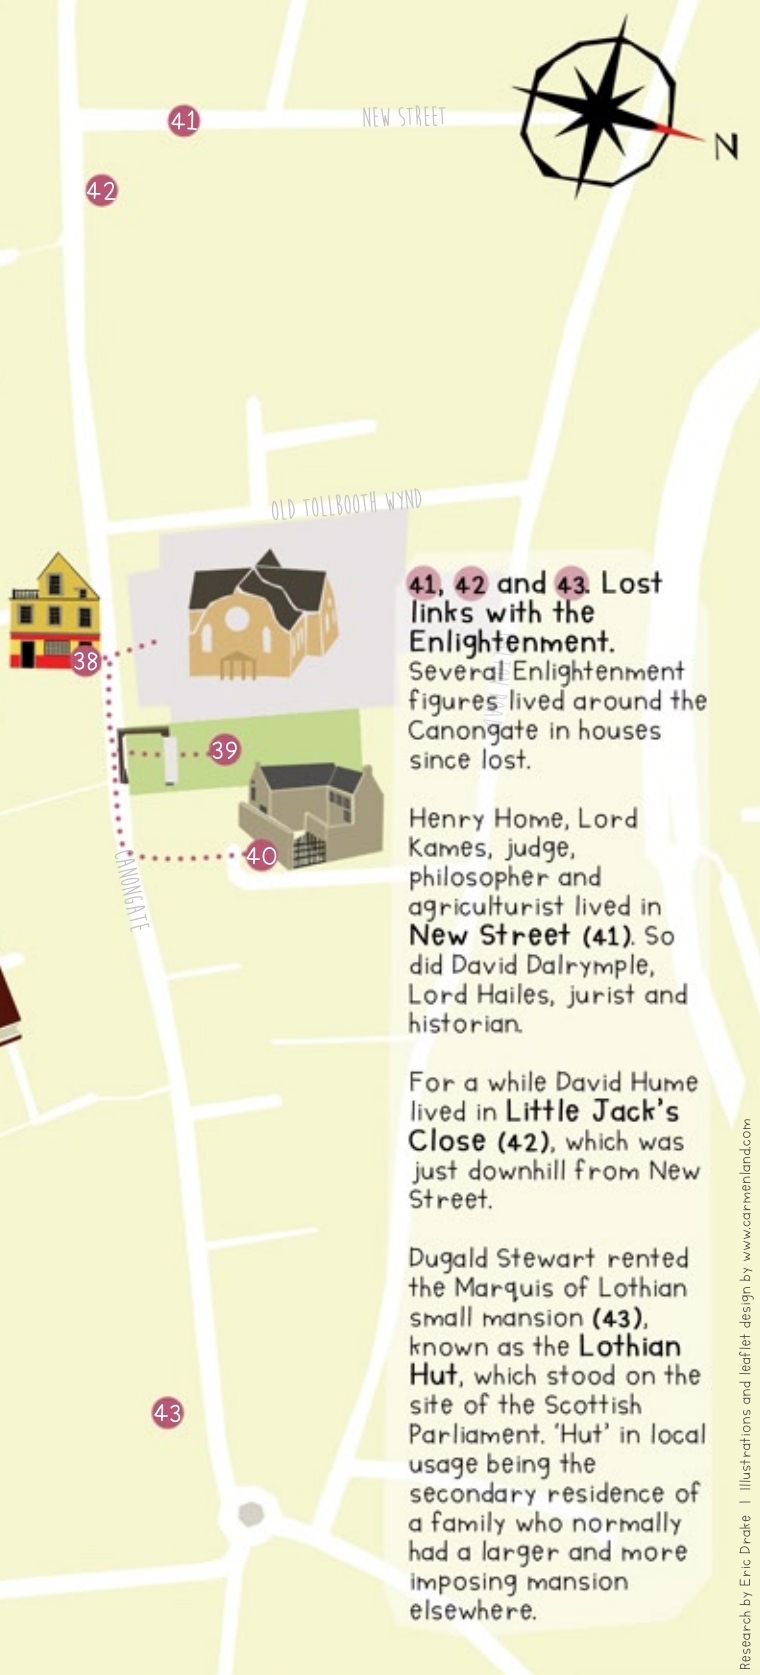 N
NEW STREET
41
42
OLD TOLLBOOTH WYND
38
39
40
CANONGATE
43
41, 42 and 43. Lost
links with the
Enlightenment.
Several Enlightenment
figures lived around the
Canongate in houses
since lost.
Henry Home, Lord
Kames, judge,
philosopher and
agriculturist lived in
New Street (41). So
did David Dalrymple,
Lord Hailes, jurist and
historian.
For a while David Hume
lived in Little Jack's
Close (42), which was
just downhill from New
Street.
Dugald Stewart rented
the Marquis of Lothian
small mansion (43),
known as the Lothian
Hut, which stood on the
site of the Scottish
Parliament. 'Hut' in local
usage being the
secondary residence of
a family who normally
had a larger and more
imposing mansion
elsewhere.
Research by Eric Drake | Illustrations and leaflet design by www.carmenland.com